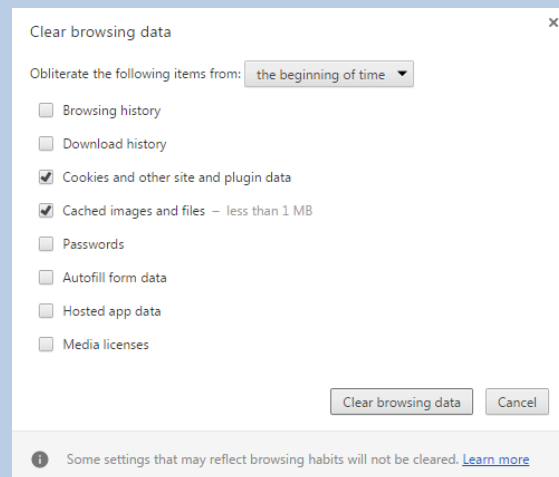 Clear browsing data
Obliterate the following items from: the beginning of time
Browsing history
Download history
Cookies and other site and plugin data
Cached images and files – less than 1 MB
Passwords
Autofill form data
Hosted app data
Media licenses
Clear browsing data Cancel
Some settings that may reflect browsing habits will not be cleared. Learn more